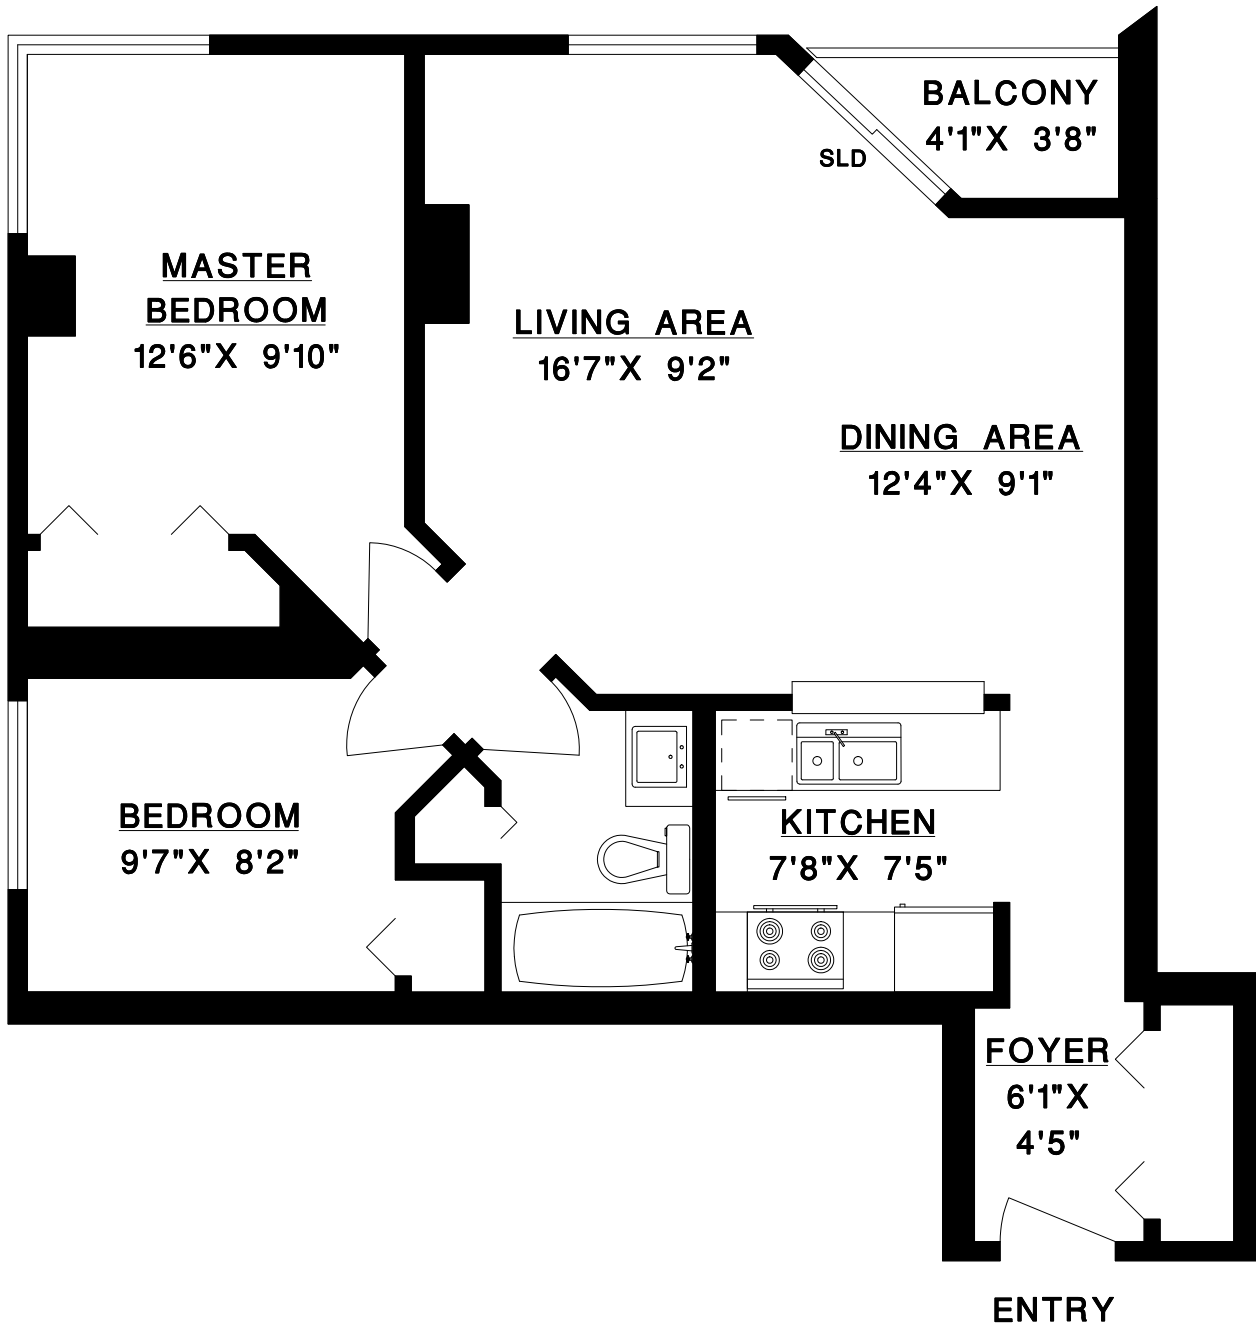 BALCONY
4'1"X 3'8"
SLD
MASTER
BEDROOM
12'6"X 9'10"
LIVING AREA
16'7"X 9'2"
DINING AREA
12'4"X 9'1"
BEDROOM
9'7"X 8'2"
KITCHEN
7'8"X 7'5"
FOYER
6'1"X
4'5"
ENTRY